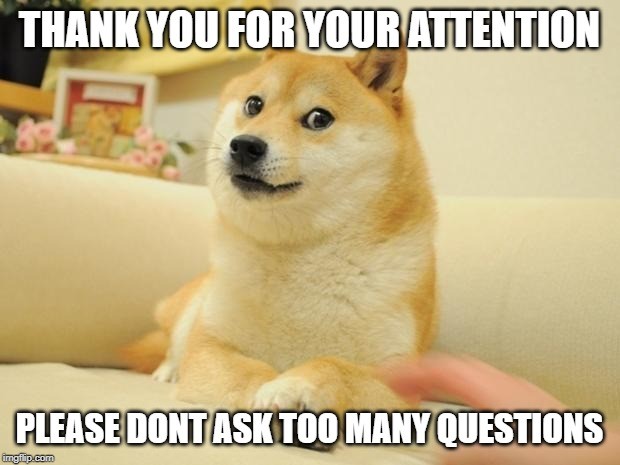 THANK YOU FOR YOUR ATTENTION
PLEASE DONT ASK TOO MANY QUESTIONS
imgflip.com